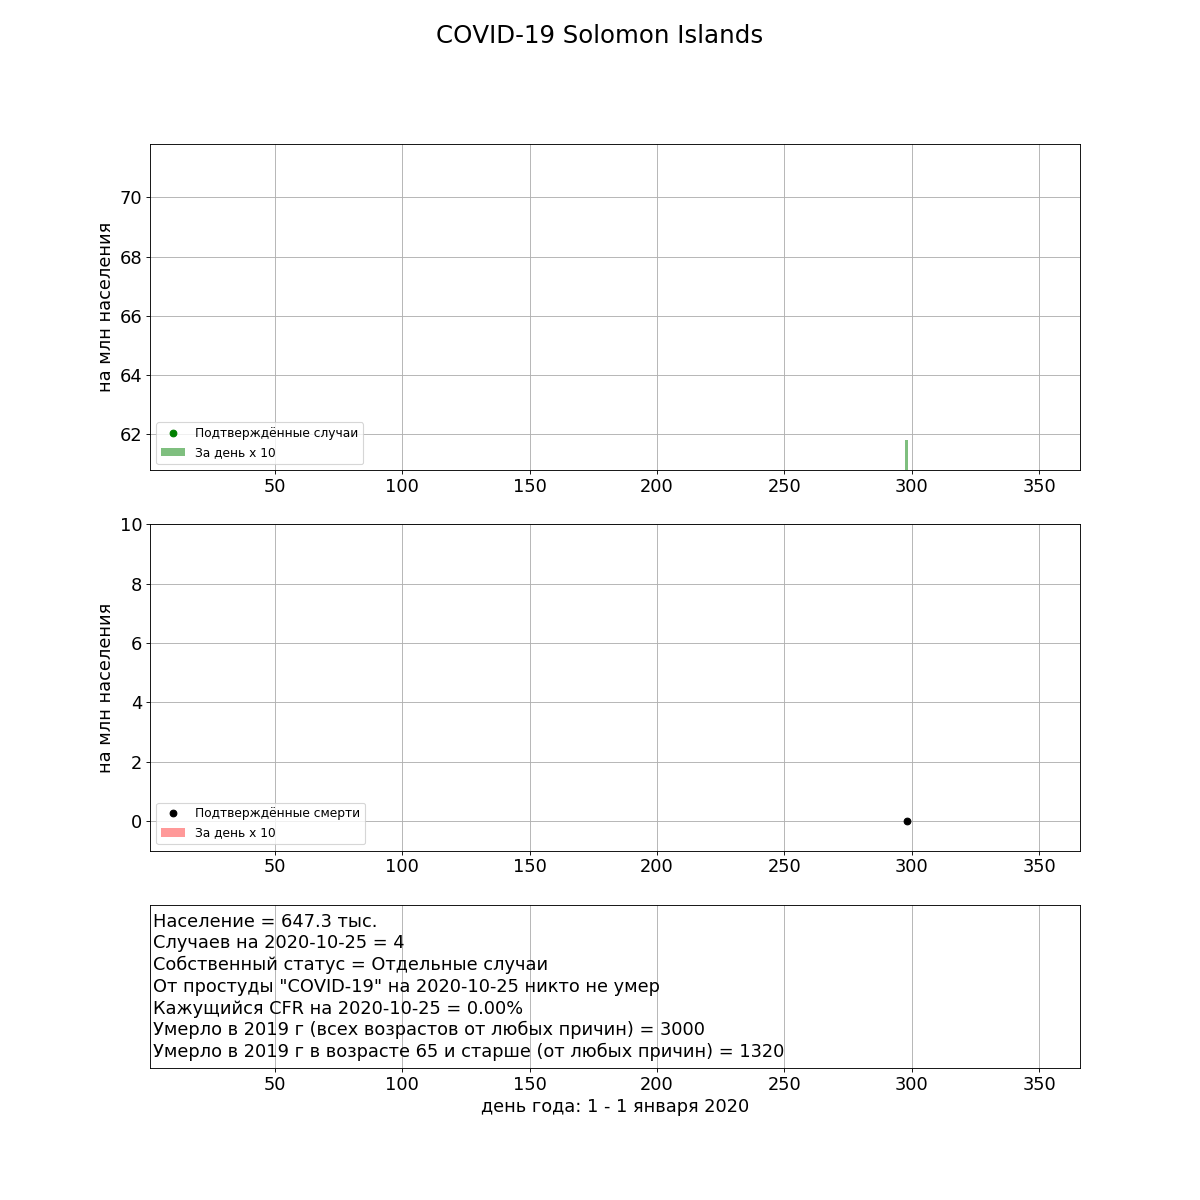 COVID-19 Solomon Islands
на млн населения
70
68
66
64
62
Подтверждённые случаи
За день x 10
50 100 150 200 250 300 350
на млн населения
10
8
6
4
2
0
Подтверждённые смерти
За день x 10
50 100 150 200 250 300 350
Население = 647.3 тыс.
Случаев на 2020-10-25 = 4
Собственный статус = Отдельные случаи
От простуды "COVID-19" на 2020-10-25 никто не умер
Кажущийся CFR на 2020-10-25 = 0.00%
Умерло в 2019 г (всех возрастов от любых причин) = 3000
Умерло в 2019 г в возрасте 65 и старше (от любых причин) = 1320
50 100 150 200 250 300 350
день года: 1 - 1 января 2020